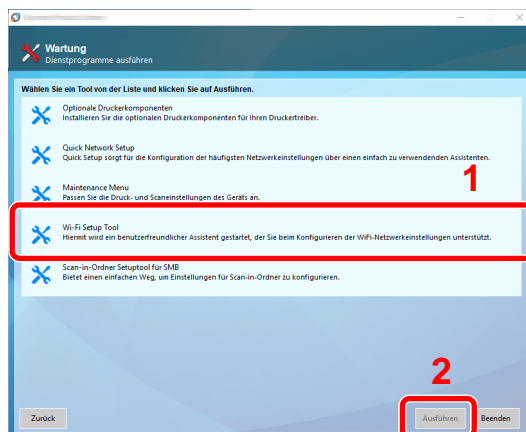 Wartung
Dienstprogramme ausführen
Wählen Sie ein Tool von der Liste und klicken Sie auf Ausführen.
Optionale Druckerkomponenten
Installieren Sie die optionalen Druckerkomponenten für Ihren Druckertreiber.
Quick Network Setup
Quick Setup sorgt für die Konfiguration der häufigsten Netzwerkeinstellungen über einen einfach zu verwendenden Assistenten.
1
Maintenance Menu
Passen Sie die Druck- und Scaneinstellungen des Geräts an.
Wi-Fi Setup Tool
Hiermit wird ein benutzerfreundlicher Assistent gestartet, der Sie beim Konfigurieren der WiFi-Netzwerkeinstellungen unterstützt.
Scan-in-Ordner Setuptool für SMB
Bietet einen einfachen Weg, um Einstellungen für Scan-in-Ordner zu konfigurieren.
2
Zurück
Ausführen
Beenden